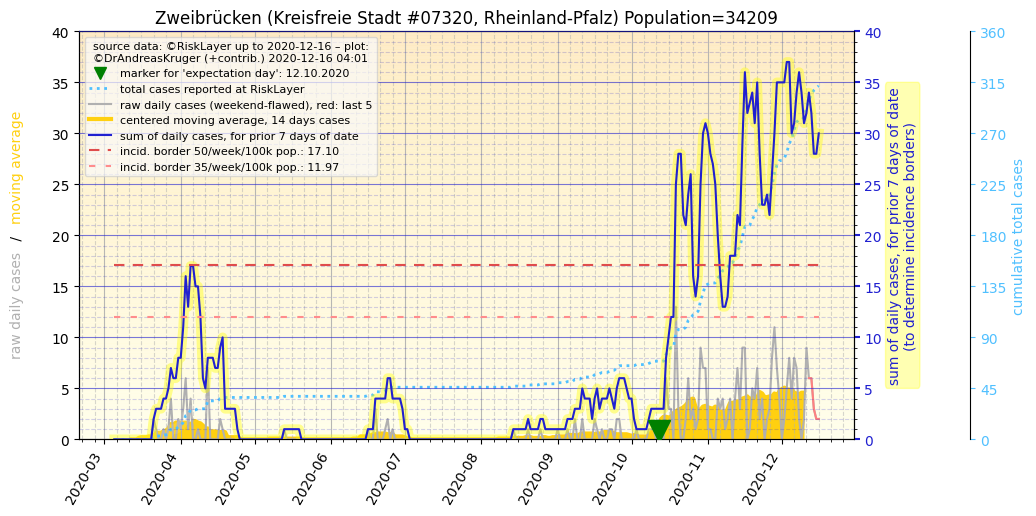 Zweibrücken (Kreisfreie Stadt #07320, Rheinland-Pfalz) Population=34209
source data: ©RiskLayer up to 2020-12-16 – plot:
©DrAndreasKruger (+contrib.) 2020-12-16 04:01
marker for 'expectation day': 12.10.2020
total cases reported at RiskLayer
raw daily cases (weekend-flawed), red: last 5
centered moving average, 14 days cases
sum of daily cases, for prior 7 days of date
incid. border 50/week/100k pop.: 17.10
incid. border 35/week/100k pop.: 11.97
raw daily cases / moving average
40
35
30
25
20
15
10
5
0
2020-03
2020-04
2020-05
2020-06
2020-07
2020-08
2020-09
2020-10
2020-11
2020-12
40
35
30
25
20
15
10
5
0
sum of daily cases, for prior 7 days of date
(to determine incidence borders)
360
315
270
225
180
135
90
45
0
cumulative total cases